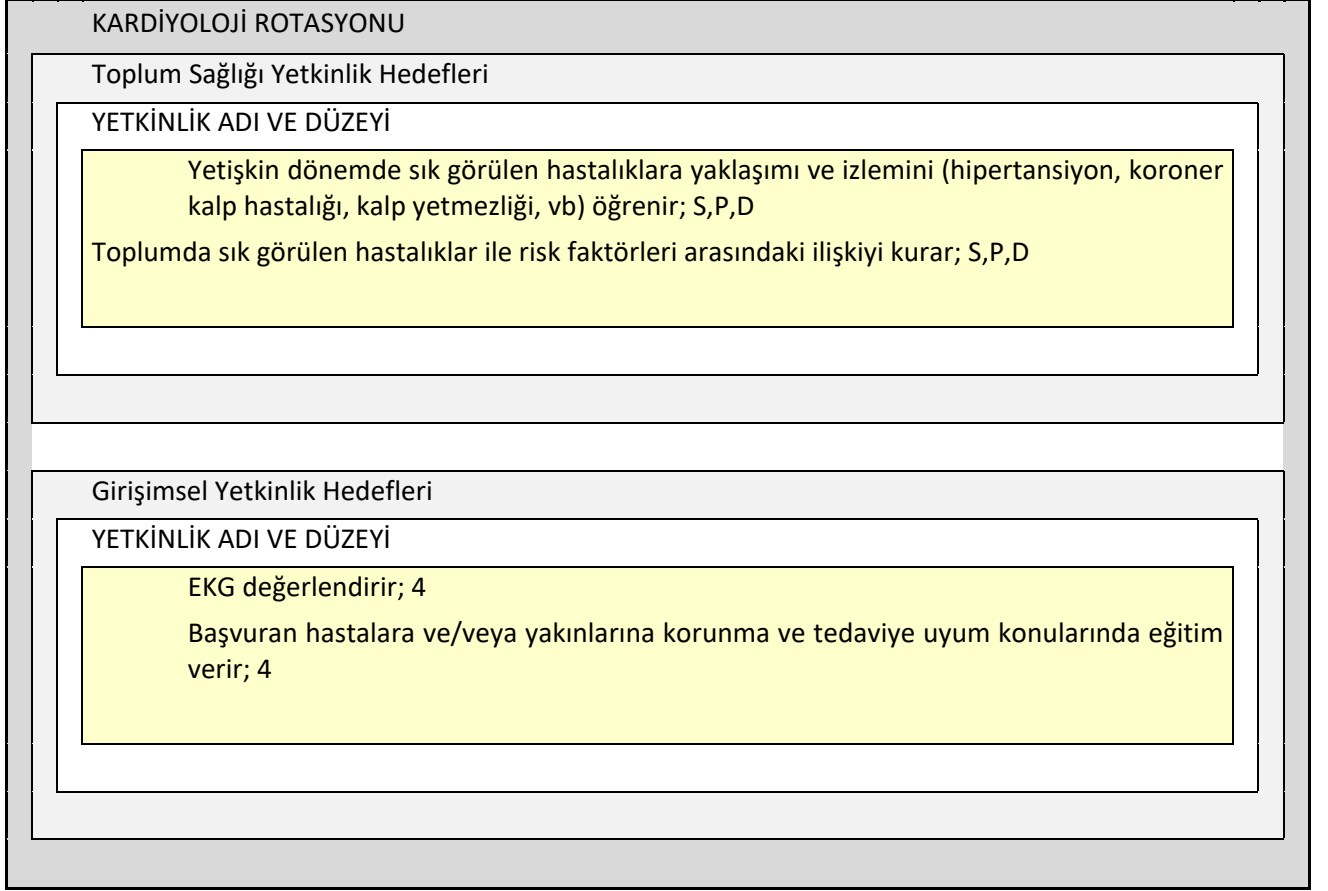 KARDİYOLOJİ ROTASYONU
Toplum Sağlığı Yetkinlik Hedefleri
YETKİNLİK ADI VE DÜZEYİ
Yetişkin dönemde sık görülen hastalıklara yaklaşımı ve izlemini (hipertansiyon, koroner
kalp hastalığı, kalp yetmezliği, vb) öğrenir; S,P,D
Toplumda sık görülen hastalıklar ile risk faktörleri arasındaki ilişkiyi kurar; S,P,D
Girişimsel Yetkinlik Hedefleri
YETKİNLİK ADI VE DÜZEYİ
EKG değerlendirir; 4
Başvuran hastalara ve/veya yakınlarına korunma ve tedaviye uyum konularında eğitim
verir; 4